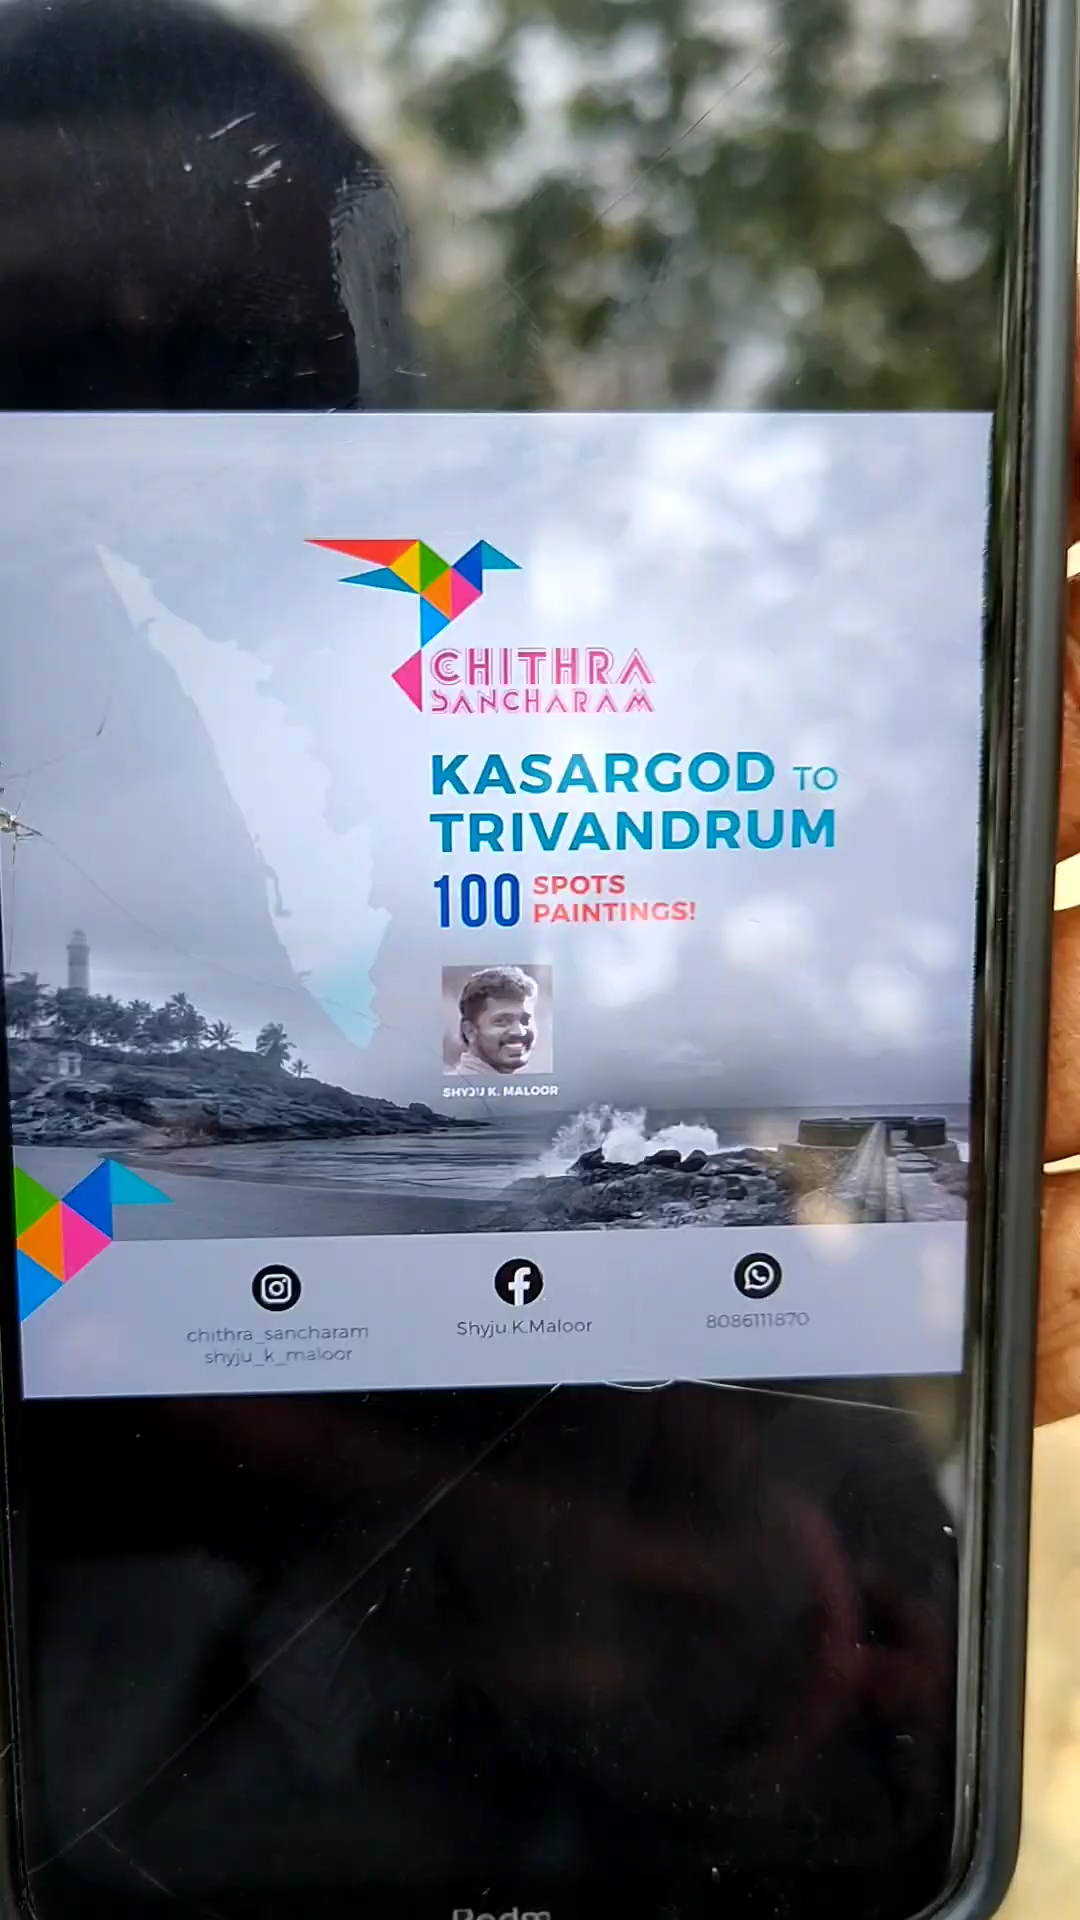 CHITHRA
SANCHARAM
KASARGOD TO
TRIVANDRUM
100 SPOTS
PAINTINGS!
SHYJU K. MALOOR
chithra_sancharam
shyju_k_maloor
Shyju.K.Maloor
8086111870